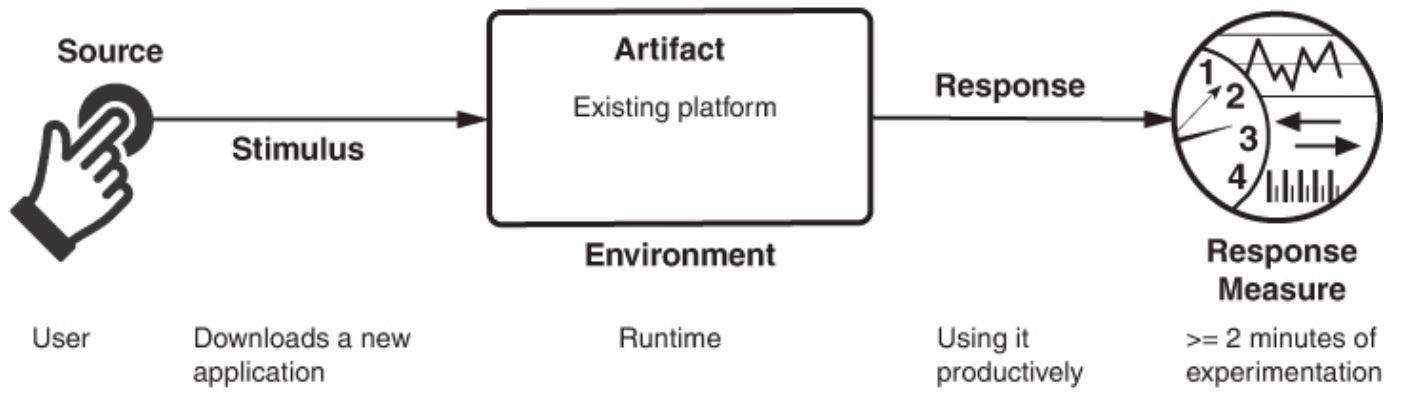 Source
Stimulus
Artifact
Existing platform
Environment
Response
1
2
3
4
Response
Measure
User
Downloads a new
application
Runtime
Using it
productively
>= 2 minutes of
experimentation